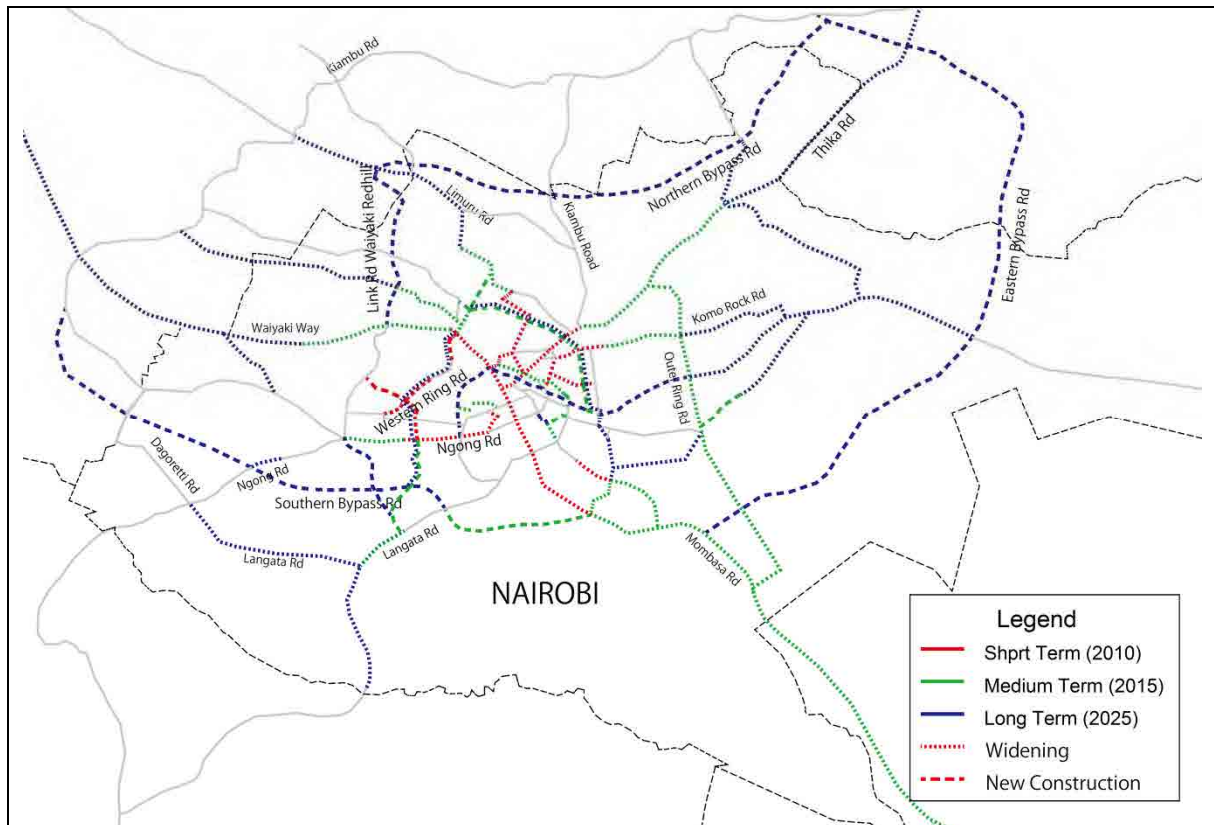 Kiambu Rd
Thika Rd
Northern Bypass Rd
Limuru Rd
Link Rd Waiyaki Redhill
Kiambu Road
Eastern Bypass Rd
Komo Rock Rd
Waiyaki Way
Outer Ring Rd
Western Ring Rd
Ngong Rd
Dagoretti Rd
Ngong Rd
Southern Bypass Rd
Langata Rd
Langata Rd
Mombasa Rd
NAIROBI
Legend
Shprt Term (2010)
Medium Term (2015)
Long Term (2025)
Widening
New Construction